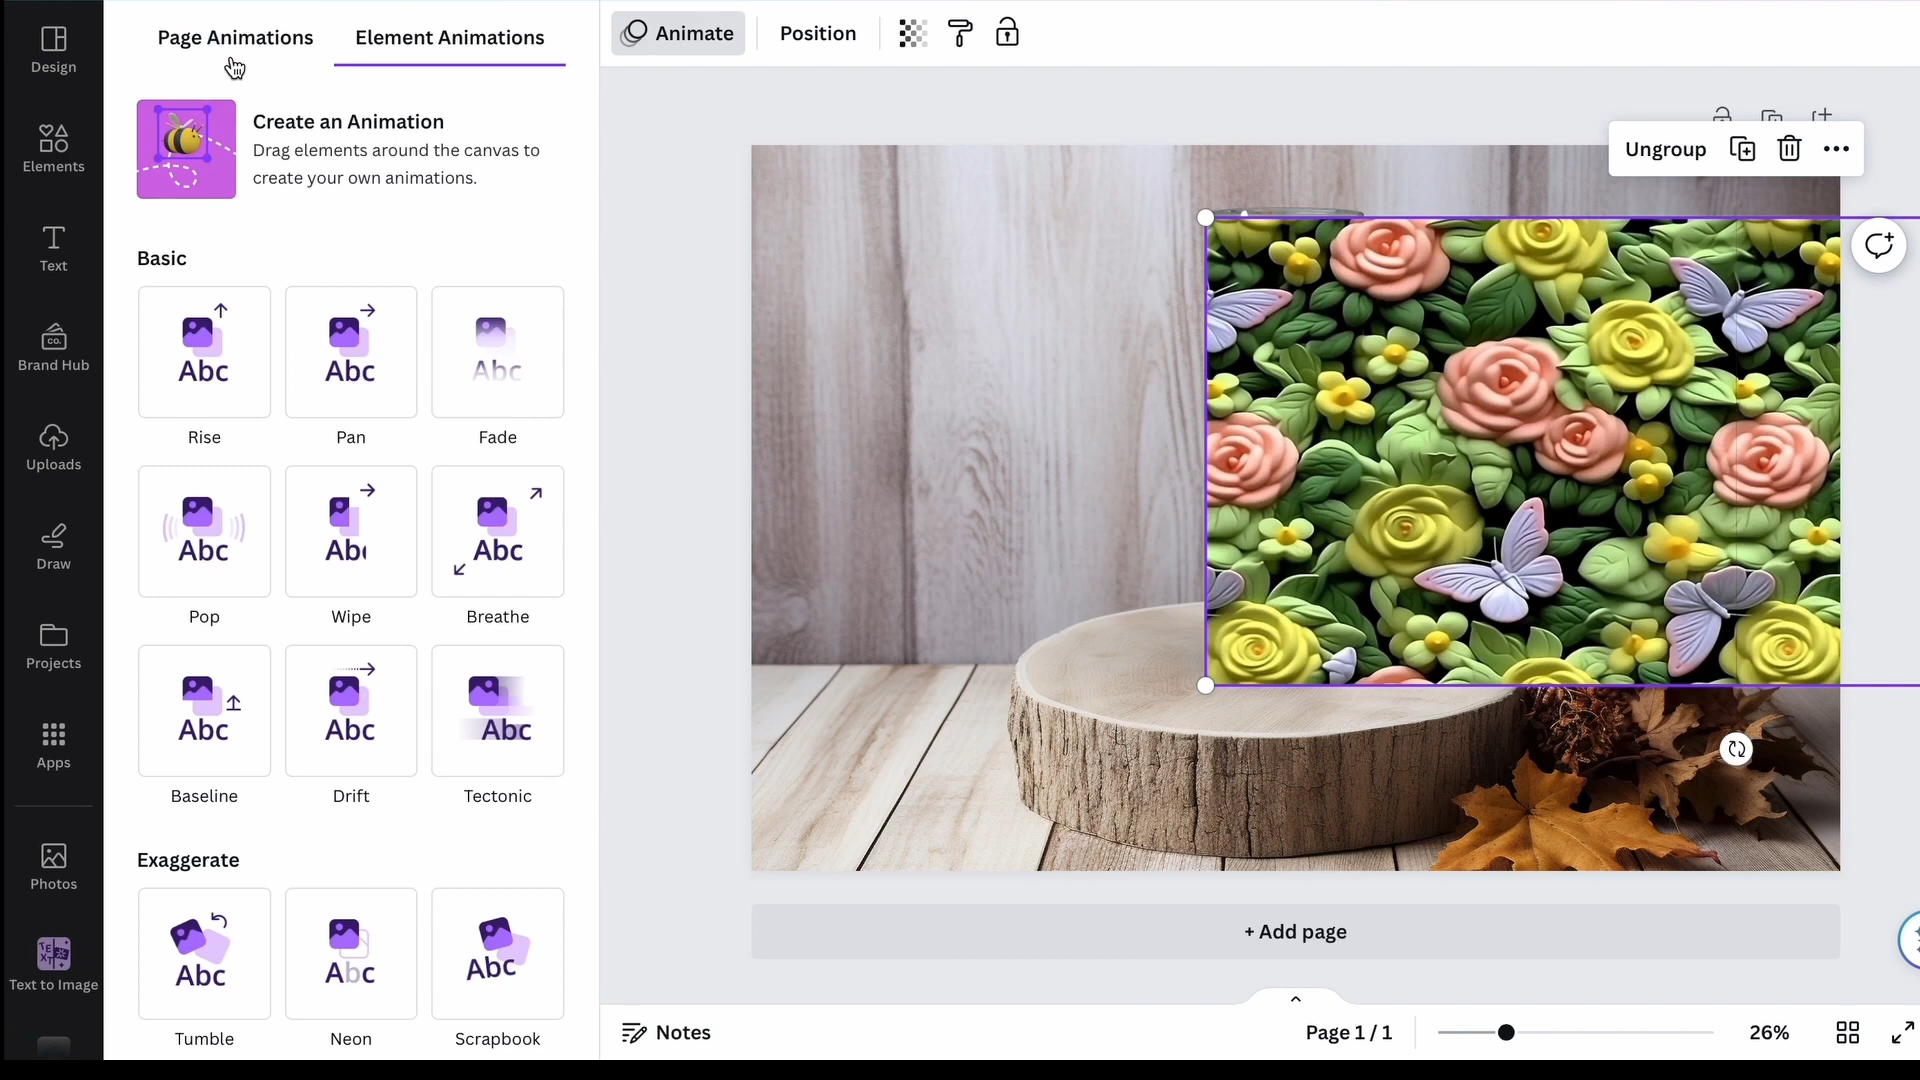 Design
Elements
Text
Brand Hub
co.
Uploads
Draw
Projects
Apps
Photos
Text to Image
Page Animations
Element Animations
Create an Animation
Drag elements around the canvas to
create your own animations.
Basic
Abc
Abc
Abc
Rise
Pan
Fade
Abc
Abc
Abc
Pop
Wipe
Breathe
Abc
Abc
Abc
Baseline
Drift
Tectonic
Exaggerate
Abc
Abc
Abc
Tumble
Neon
Scrapbook
Animate
Position
Ungroup
+ Add page
Notes
Page 1 / 1
26%